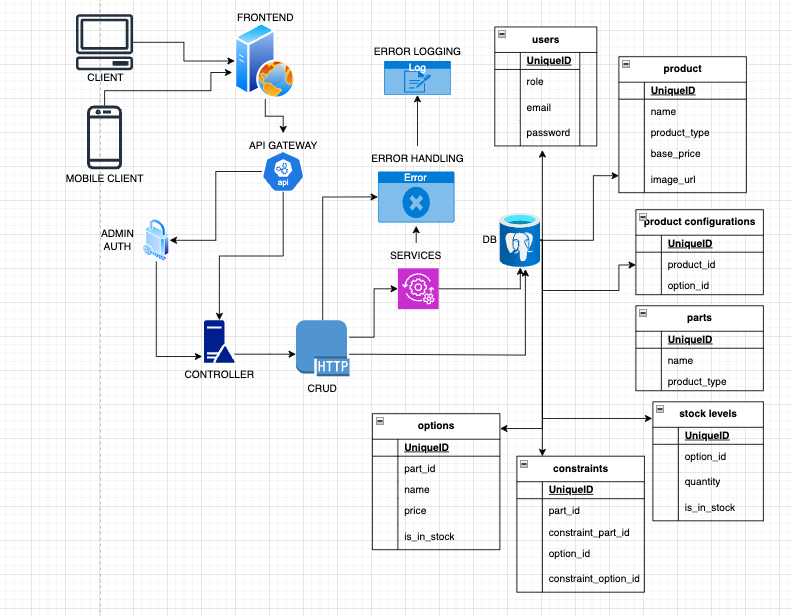 FRONTEND
CLIENT
MOBILE CLIENT
API GATEWAY
api
ADMIN
AUTH
CONTROLLER
HTTP
CRUD
ERROR LOGGING
Log
ERROR HANDLING
Error
SERVICES
DB
users
UniqueID
role
email
password
product
UniqueID
name
product_type
base_price
image_url
product configurations
UniqueID
product_id
option_id
parts
UniqueID
name
product_type
stock levels
UniqueID
option_id
quantity
is_in_stock
options
UniqueID
part_id
name
price
is_in_stock
constraints
UniqueID
part_id
constraint_part_id
option_id
constraint_option_id